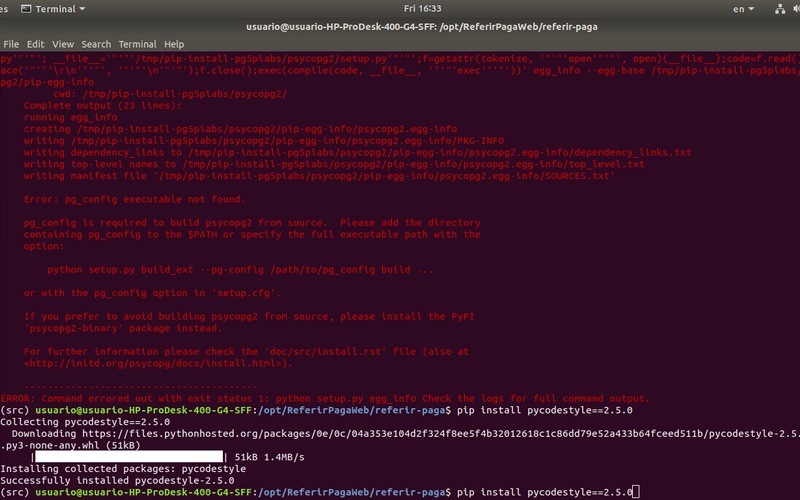 es Terminal Fri 16:33 en
usuario@usuario-HP-ProDesk-400-G4-SFF: /opt/ReferirPagaWeb/referir-paga
File Edit View Search Terminal Help
py'"'"'; __file__='"'"'/tmp/pip-install-pg5piabs/psycopg2/setup.py'"'"';f=getattr(tokenize, '"'"'open'"'"', open)(__file__);code=f.read()
ace('"'"'\r\n'"'"', '"'"'\n'"'"');f.close();exec(compile(code, __file__, '"'"'exec'"'"'))' egg_info --egg-base /tmp/pip-install-pg5piabs/
pg2/pip-egg-info
cwd: /tmp/pip-install-pg5piabs/psycopg2/
Complete output (23 lines):
running egg_info
creating /tmp/pip-install-pg5piabs/psycopg2/pip-egg-info/psycopg2.egg-info
writing /tmp/pip-install-pg5piabs/psycopg2/pip-egg-info/psycopg2.egg-info/PKG-INFO
writing dependency_links to /tmp/pip-install-pg5piabs/psycopg2/pip-egg-info/psycopg2.egg-info/dependency_links.txt
writing top-level names to /tmp/pip-install-pg5piabs/psycopg2/pip-egg-info/psycopg2.egg-info/top_level.txt
writing manifest file '/tmp/pip-install-pg5piabs/psycopg2/pip-egg-info/psycopg2.egg-info/SOURCES.txt'
Error: pg_config executable not found.
pg_config is required to build psycopg2 from source.  Please add the directory
containing pg_config to the $PATH or specify the full executable path with the
option:
python setup.py build_ext --pg-config /path/to/pg_config build ...
or with the pg_config option in 'setup.cfg'.
If you prefer to avoid building psycopg2 from source, please install the PyPI
'psycopg2-binary' package instead.
For further information please check the 'doc/src/install.rst' file (also at
<http://initd.org/psycopg/docs/install.html>).
----------------------------------------
ERROR: Command errored out with exit status 1: python setup.py egg_info Check the logs for full command output.
(src) usuario@usuario-HP-ProDesk-400-G4-SFF:/opt/ReferirPagaWeb/referir-paga$ pip install pycodestyle==2.5.0
Collecting pycodestyle==2.5.0
Downloading https://files.pythonhosted.org/packages/0e/0c/04a353e104d2f324f8ee5f4b32012618c1c86dd79e52a433b64fceed511b/pycodestyle-2.5.
.py3-none-any.whl (51kB)
| | 51kB 1.4MB/s
Installing collected packages: pycodestyle
Successfully installed pycodestyle-2.5.0
(src) usuario@usuario-HP-ProDesk-400-G4-SFF:/opt/ReferirPagaWeb/referir-paga$ pip install pycodestyle==2.5.0